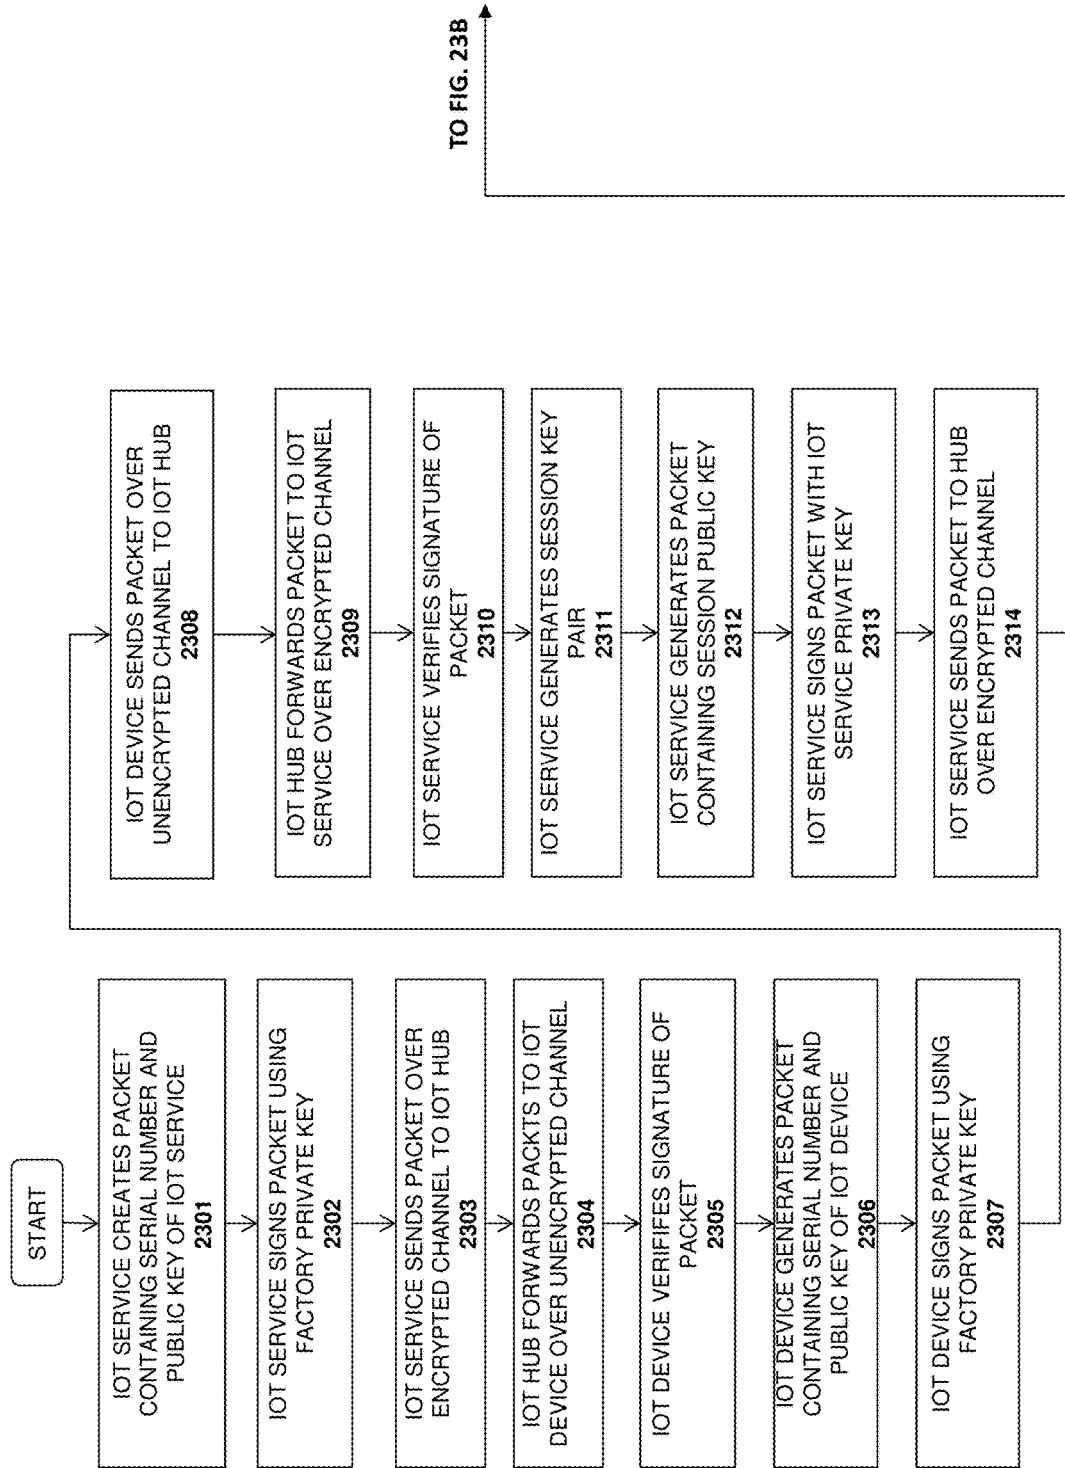 START
IOT SERVICE CREATES PACKET
CONTAINING SERIAL NUMBER AND
PUBLIC KEY OF IOT SERVICE
2301
IOT SERVICE SIGNS PACKET USING
FACTORY PRIVATE KEY
2302
IOT SERVICE SENDS PACKET OVER
ENCRYPTED CHANNEL TO IOT HUB
2303
IOT HUB FORWARDS PACKTS TO IOT
DEVICE OVER UNENCRYPTED CHANNEL
2304
IOT DEVICE VERIFIFES SIGNATURE OF
PACKET
2305
IOT DEVICE GENERATES PACKET
CONTAINING SERIAL NUMBER AND
PUBLIC KEY OF IOT DEVICE
2306
IOT DEVICE SIGNS PACKET USING
FACTORY PRIVATE KEY
2307
IOT DEVICE SENDS PACKET OVER
UNENCRYPTED CHANNEL TO IOT HUB
2308
IOT HUB FORWARDS PACKET TO IOT
SERVICE OVER ENCRYPTED CHANNEL
2309
IOT SERVICE VERIFIES SIGNATURE OF
PACKET
2310
IOT SERVICE GENERATES SESSION KEY
PAIR
2311
IOT SERVICE GENERATES PACKET
CONTAINING SESSION PUBLIC KEY
2312
IOT SERVICE SIGNS PACKET WITH IOT
SERVICE PRIVATE KEY
2313
IOT SERVICE SENDS PACKET TO HUB
OVER ENCRYPTED CHANNEL
2314
TO FIG. 23B